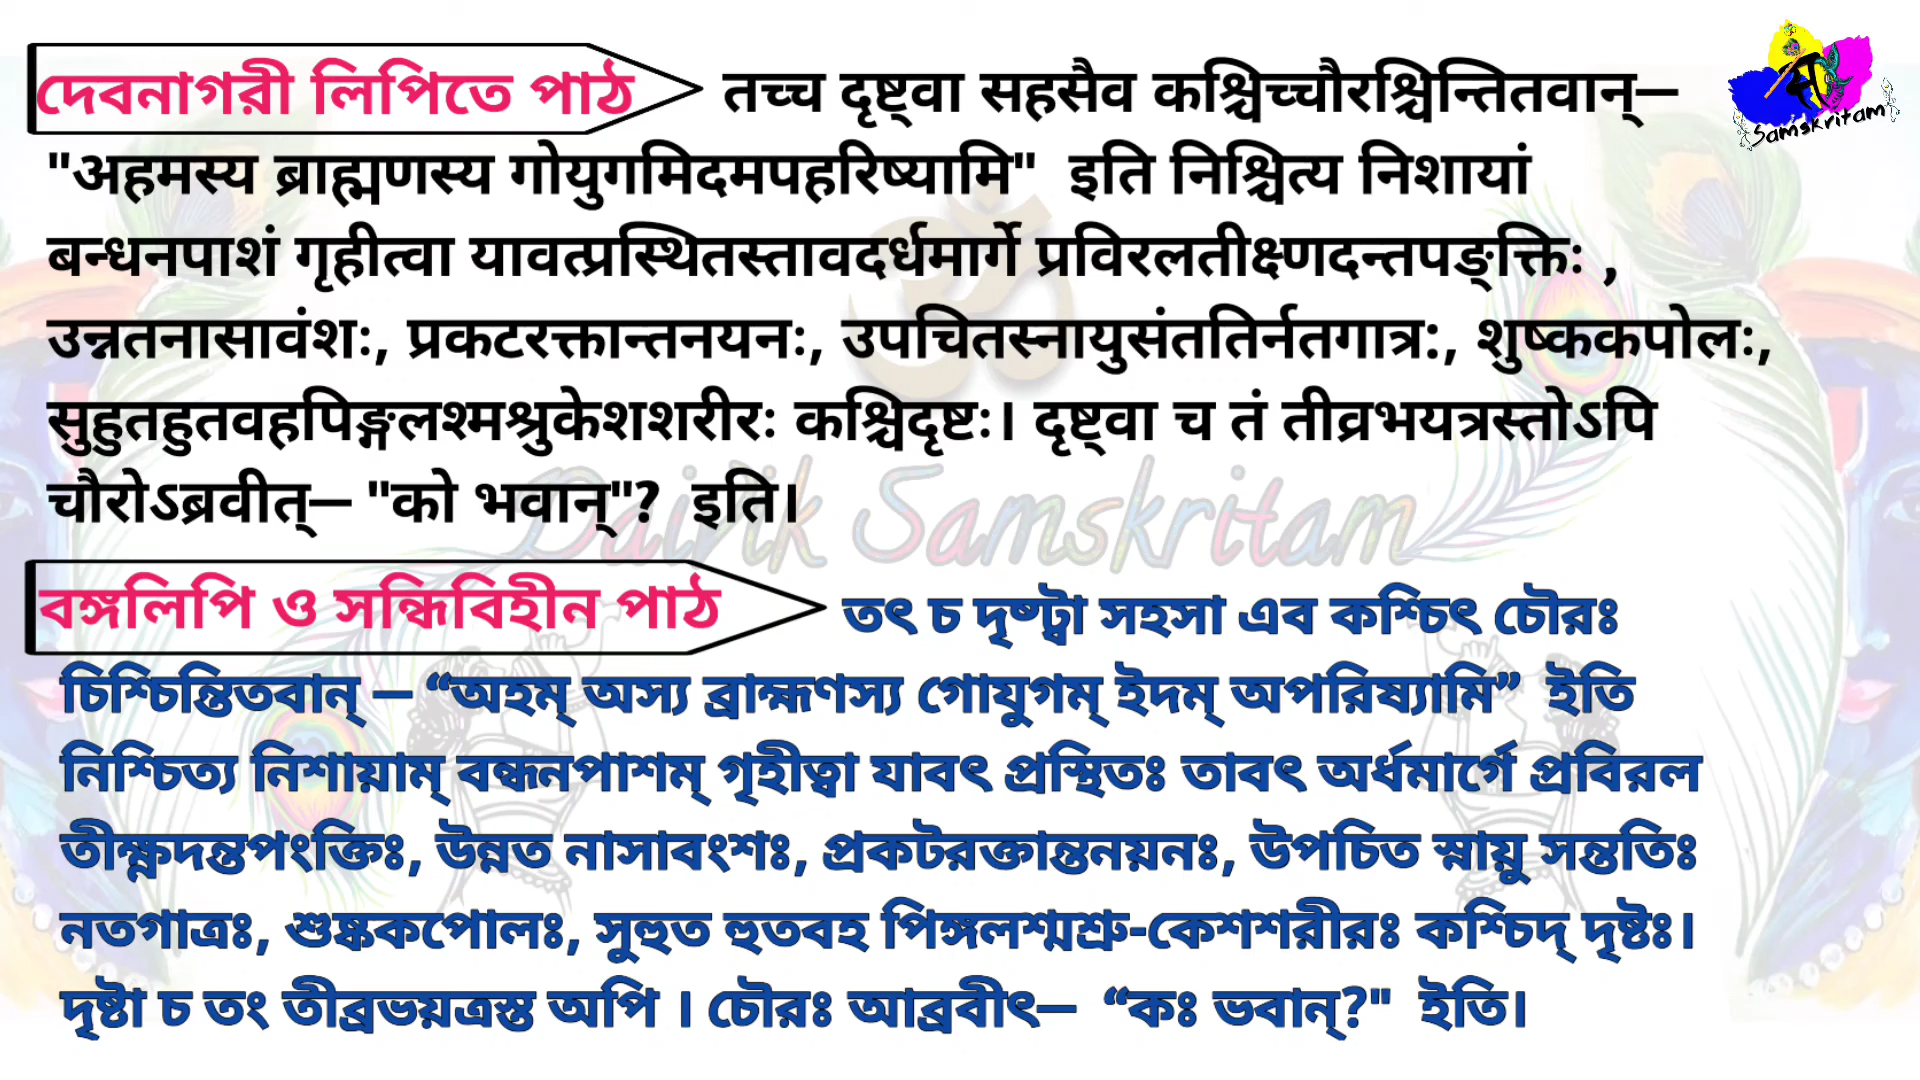 দেবনাগরী লিপিতে পাঠ तच्च दृष्ट्वा सहसैव कश्चिच्चौरश्चिन्तितवान्—
Samskritam
"अहमस्य ब्राह्मणस्य गोयुगमिदमपहरिष्यामि" इति निश्चित्य निशायां
बन्धनपाशं गृहीत्वा यावत्प्रस्थितस्तावदर्धमार्गे प्रविरलतीक्ष्णदन्तपङ्क्तिः ,
उन्नतनासावंशः, प्रकटरक्तान्तनयनः, उपचितस्नायुसंततिर्नतगात्र:, शुष्ककपोलः,
सुहुतहुतवहपिङ्गलश्मश्रुकेशशरीरः कश्चिदृष्टः। दृष्ट्वा च तं तीव्रभयत्रस्तोऽपि
चौरोऽब्रवीत्— "को भवान्"? इति।
Dainik Samskritam
বঙ্গলিপি ও সন্ধিবিহীন পাঠ তৎ চ দৃষ্ট্বা সহসা এব কশ্চিৎ চৌরঃ
চিশ্চিন্তিতবান্ — “অহম্ অস্য ব্রাহ্মণস্য গোযুগম্ ইদম্ অপরিষ্যামি” ইতি
নিশ্চিত্য নিশায়াম্ বন্ধনপাশম্ গৃহীত্বা যাবৎ প্রস্থিতঃ তাবৎ অর্ধমার্গে প্রবিরল
তীক্ষ্ণদন্তপংক্তিঃ, উন্নত নাসাবংশঃ, প্রকটরক্তান্তনয়নঃ, উপচিত স্নায়ু সন্ততিঃ
নতগাত্রঃ, শুষ্ককপোলঃ, সুহুত হুতবহ পিঙ্গলশ্মশ্রু-কেশশরীরঃ কশ্চিদ্ দৃষ্টঃ।
দৃষ্টা চ তং তীব্রভয়ত্রস্ত অপি । চৌরঃ আব্রবীৎ— “কঃ ভবান্?" ইতি।